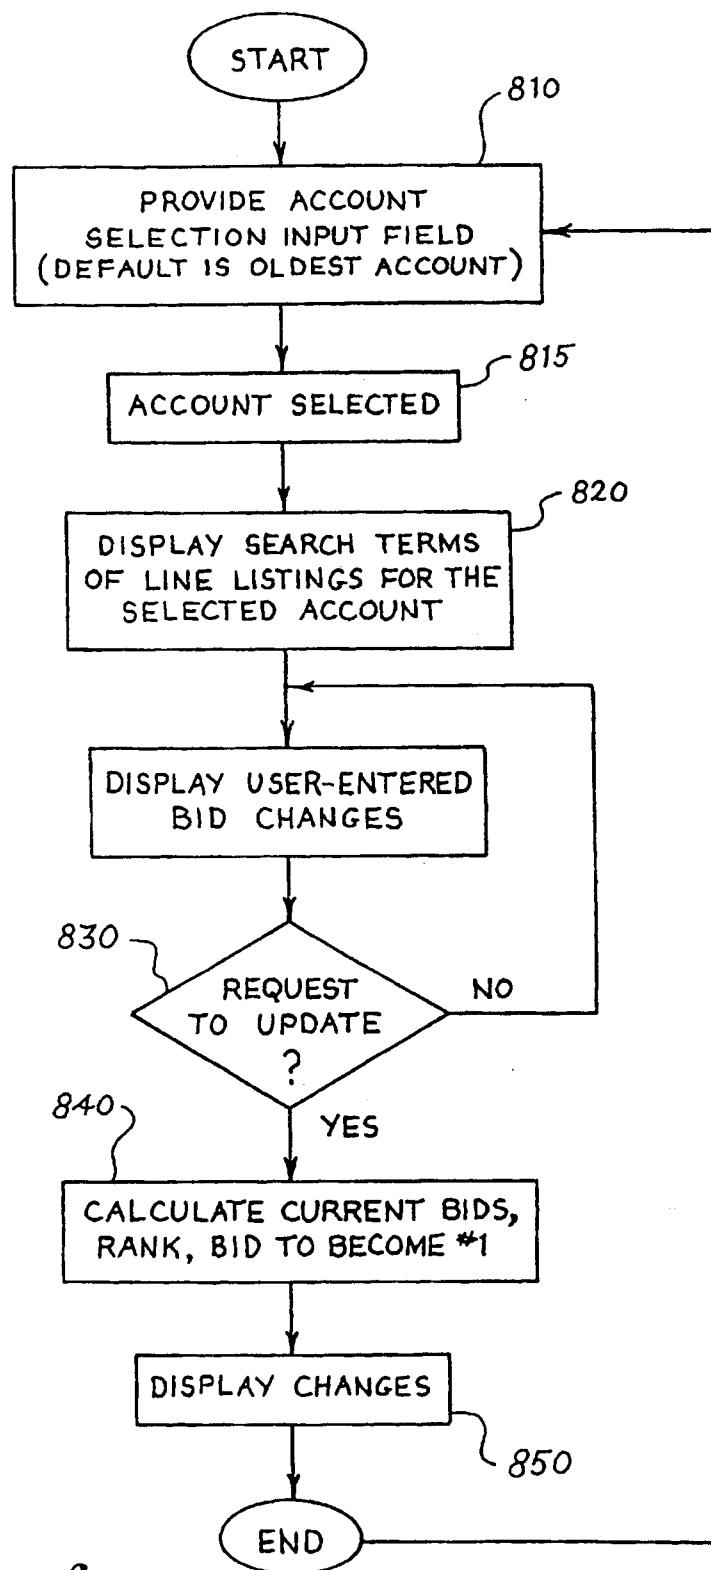 START
810
PROVIDE ACCOUNT
SELECTION INPUT FIELD
(DEFAULT IS OLDEST ACCOUNT)
815
ACCOUNT SELECTED
820
DISPLAY SEARCH TERMS
OF LINE LISTINGS FOR THE
SELECTED ACCOUNT
DISPLAY USER-ENTERED
BID CHANGES
830
REQUEST
TO UPDATE
?
NO
840
YES
CALCULATE CURRENT BIDS,
RANK, BID TO BECOME #1
DISPLAY CHANGES
850
END